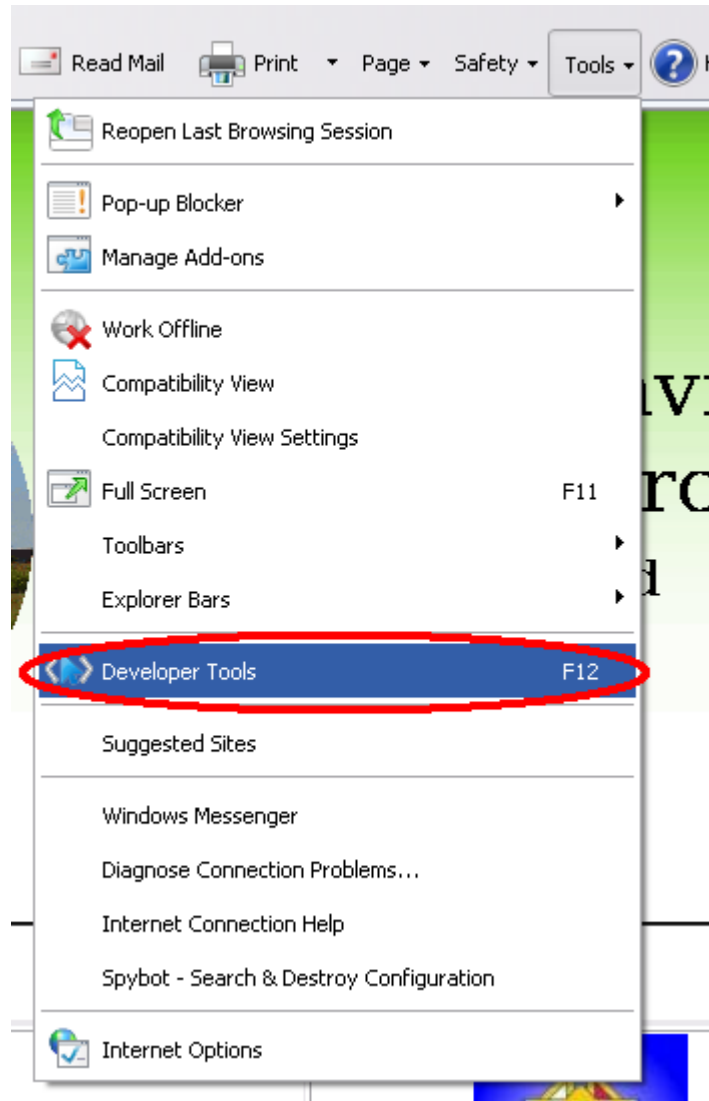 Read Mail Print Page Safety Tools
Reopen Last Browsing Session
Pop-up Blocker
Manage Add-ons
Work Offline
Compatibility View
Compatibility View Settings
Full Screen F11
Toolbars
Explorer Bars
Developer Tools F12
Suggested Sites
Windows Messenger
Diagnose Connection Problems...
Internet Connection Help
Spybot - Search & Destroy Configuration
Internet Options